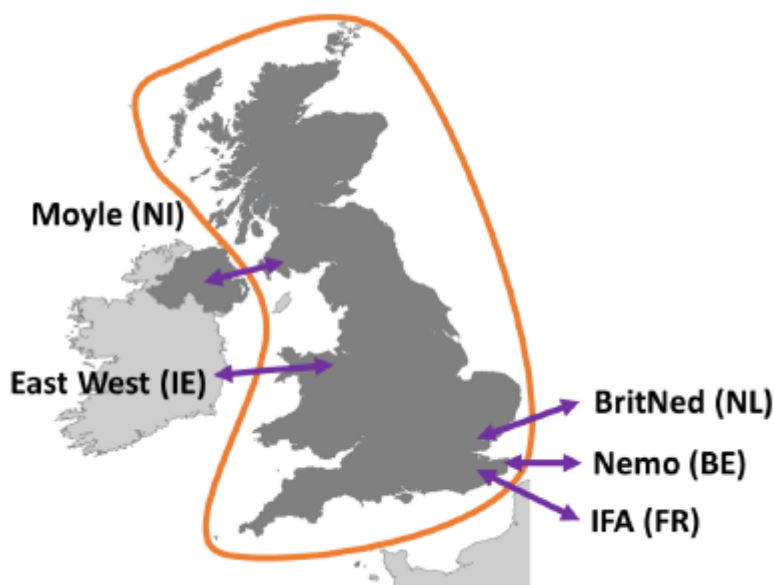 Moyle (NI)
East West (IE)
BritNed (NL)
Nemo (BE)
IFA (FR)